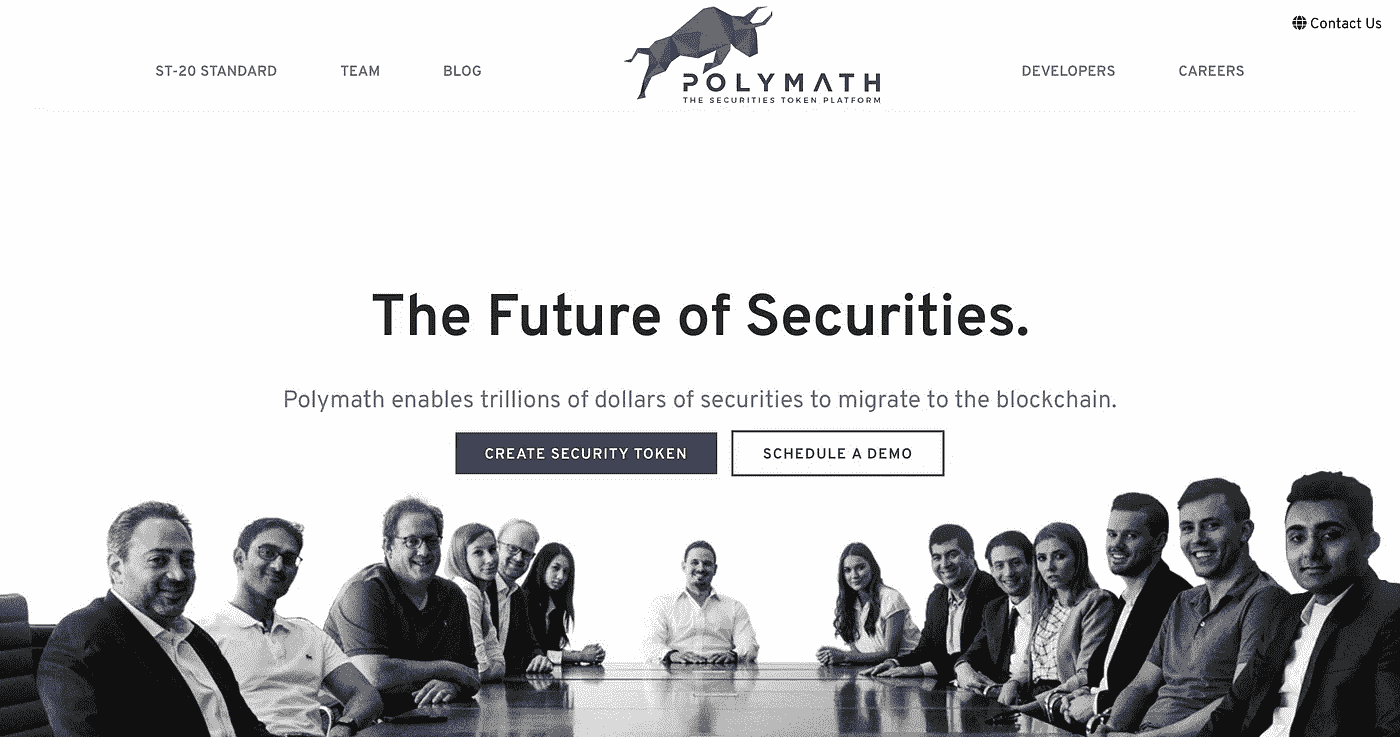 Contact Us
ST-20 STANDARD
TEAM
BLOG
POLYMATH
THE SECURITIES TOKEN PLATFORM
DEVELOPERS
CAREERS
The Future of Securities.
Polymath enables trillions of dollars of securities to migrate to the blockchain.
CREATE SECURITY TOKEN
SCHEDULE A DEMO